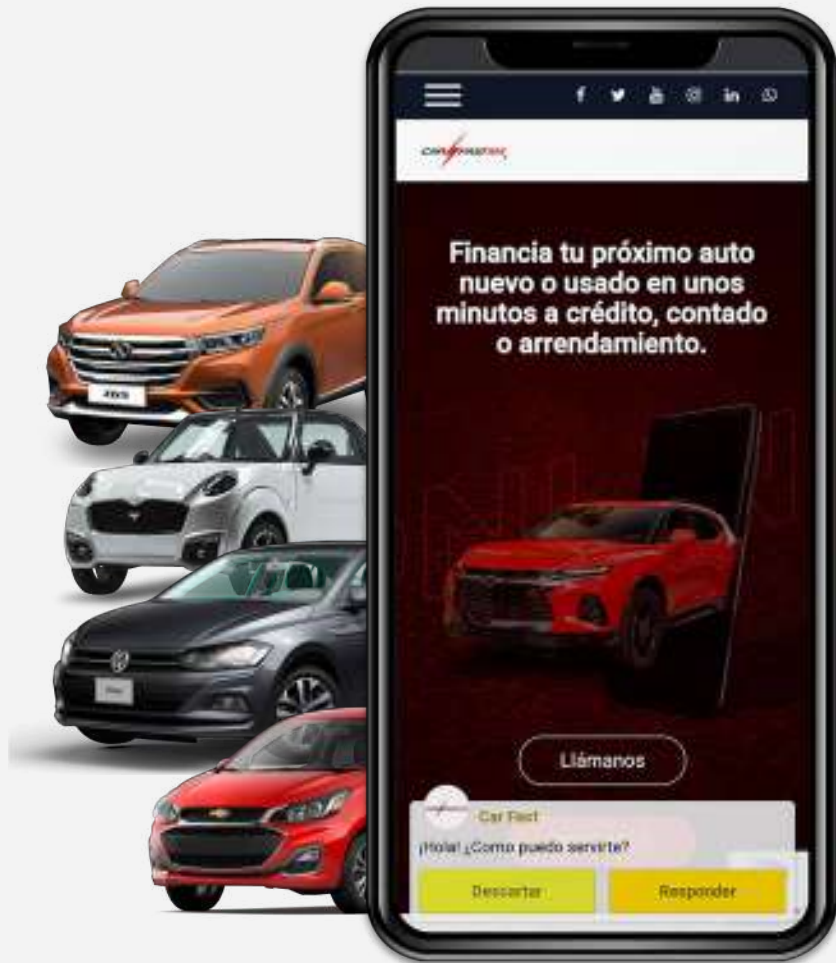 Financia tu próximo auto
nuevo o usado en unos
minutos a crédito, contado
o arrendamiento.
Llámanos
Car Fast
¡Hola! ¿Como puedo servirte?
Descartar
Responder